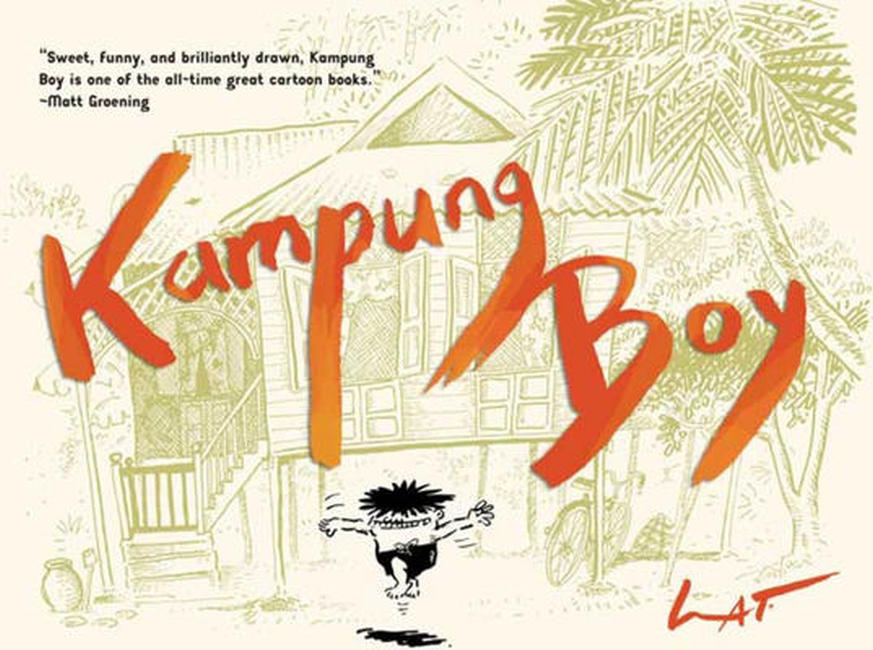 “Sweet, funny, and brilliantly drawn, Kampung
Boy is one of the all-time great cartoon books.”
~Matt Groening
Kampung
Boy
LAT